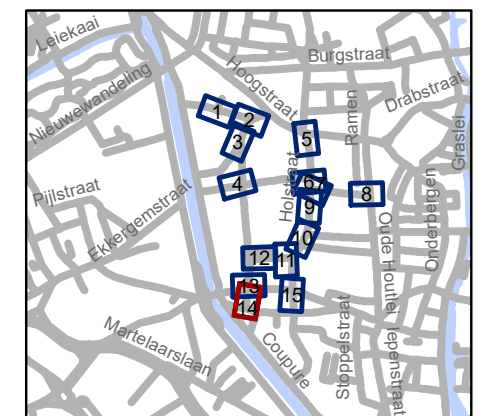 Leiekaai
Burgstraat
Hoogstraat
Nieuwewandeling
Ramen
Drabstraat
Graslei
1
2
3
5
Pijlstraat
4
Holstraat
6
7
8
9
Ekkergemstraat
Onderbergen
Oude Houtlei
10
12
11
13
14
15
Martelaarslaan
Coupure
Stoppelstraat
Iepenstraat